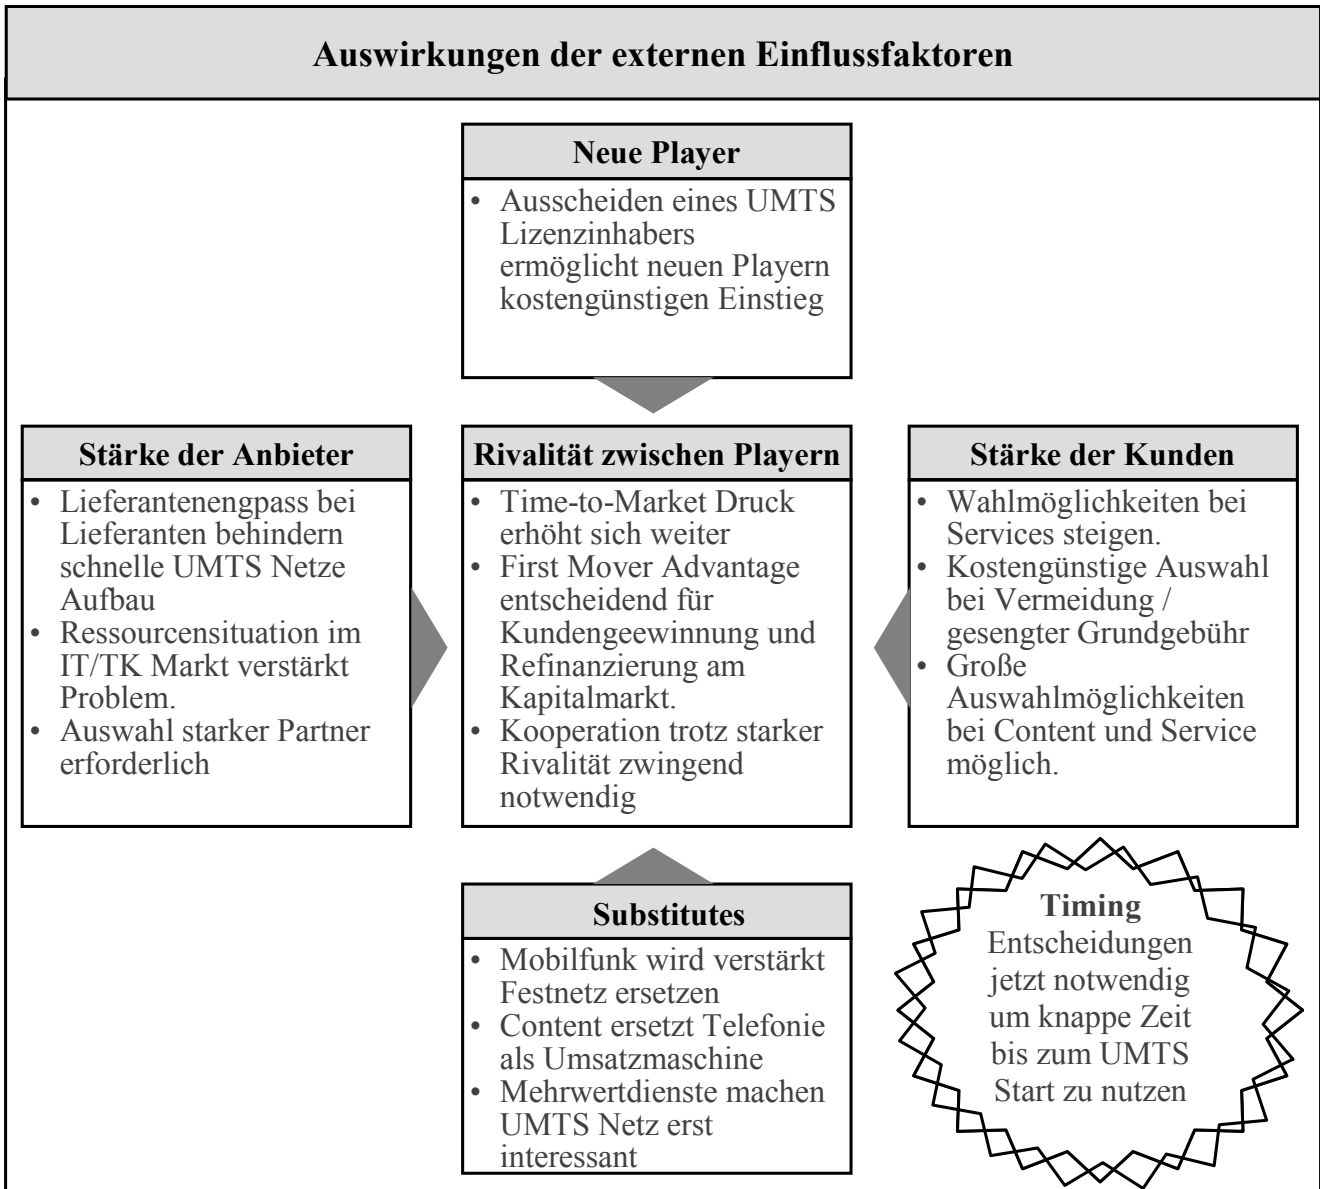 Auswirkungen der externen Einflussfaktoren
Neue Player
• Ausscheiden eines UMTS
Lizenzinhabers
ermöglicht neuen Playern
kostengünstigen Einstieg
Stärke der Anbieter
• Lieferantenengpass bei
Lieferanten behindern
schnelle UMTS Netze
Aufbau
• Ressourcensituation im
IT/TK Markt verstärkt
Problem.
• Auswahl starker Partner
erforderlich
Rivalität zwischen Playern
• Time-to-Market Druck
erhöht sich weiter
• First Mover Advantage
entscheidend für
Kundengeewinnung und
Refinanzierung am
Kapitalmarkt.
• Kooperation trotz starker
Rivalität zwingend
notwendig
Stärke der Kunden
• Wahlmöglichkeiten bei
Services steigen.
• Kostengünstige Auswahl
bei Vermeidung /
gesengter Grundgebühr
• Große
Auswahlmöglichkeiten
bei Content und Service
möglich.
Substitutes
• Mobilfunk wird verstärkt
Festnetz ersetzen
• Content ersetzt Telefonie
als Umsatzmaschine
• Mehrwertdienste machen
UMTS Netz erst
interessant
Timing
Entscheidungen
jetzt notwendig
um knappe Zeit
bis zum UMTS
Start zu nutzen